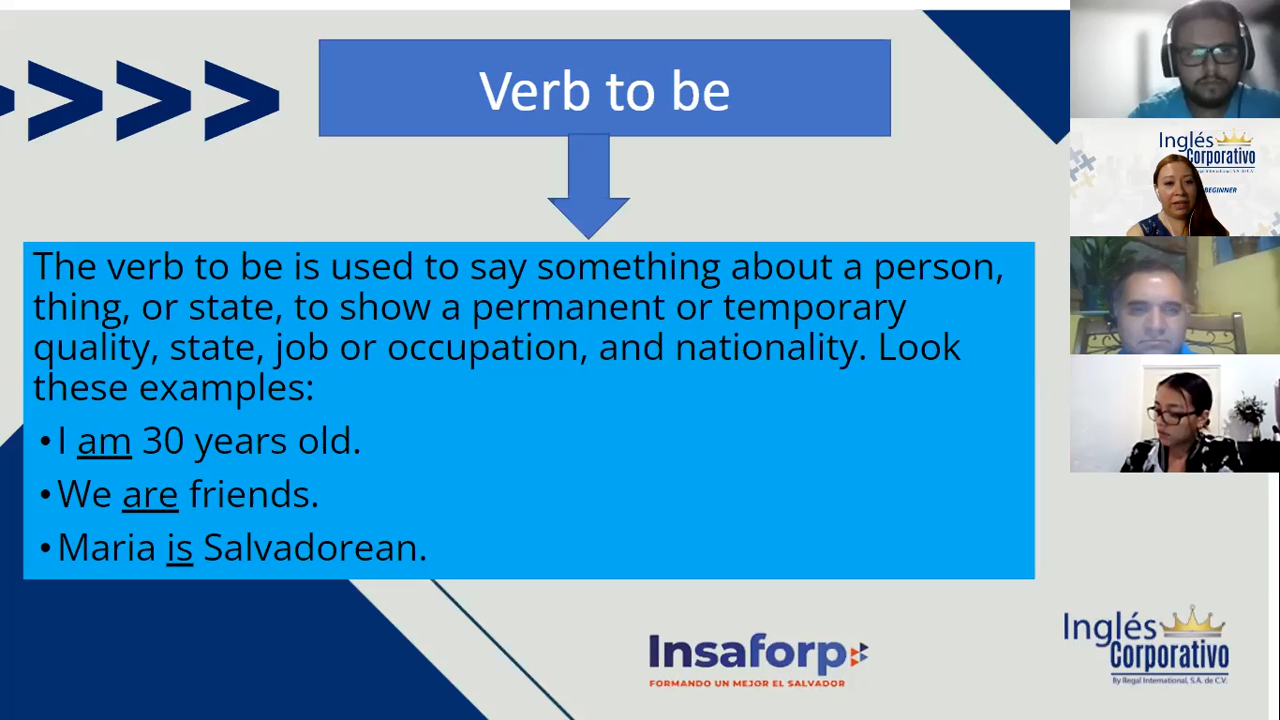 Verb to be
The verb to be is used to say something about a person,
thing, or state, to show a permanent or temporary
quality, state, job or occupation, and nationality. Look
these examples:
•I am 30 years old.
•We are friends.
•Maria is Salvadorean.
Inglés
Corporativo
BEGINNER
Insaforp
FORMANDO UN MEJOR EL SALVADOR
Inglés
Corporativo
By Regal International, S.A. de C.V.